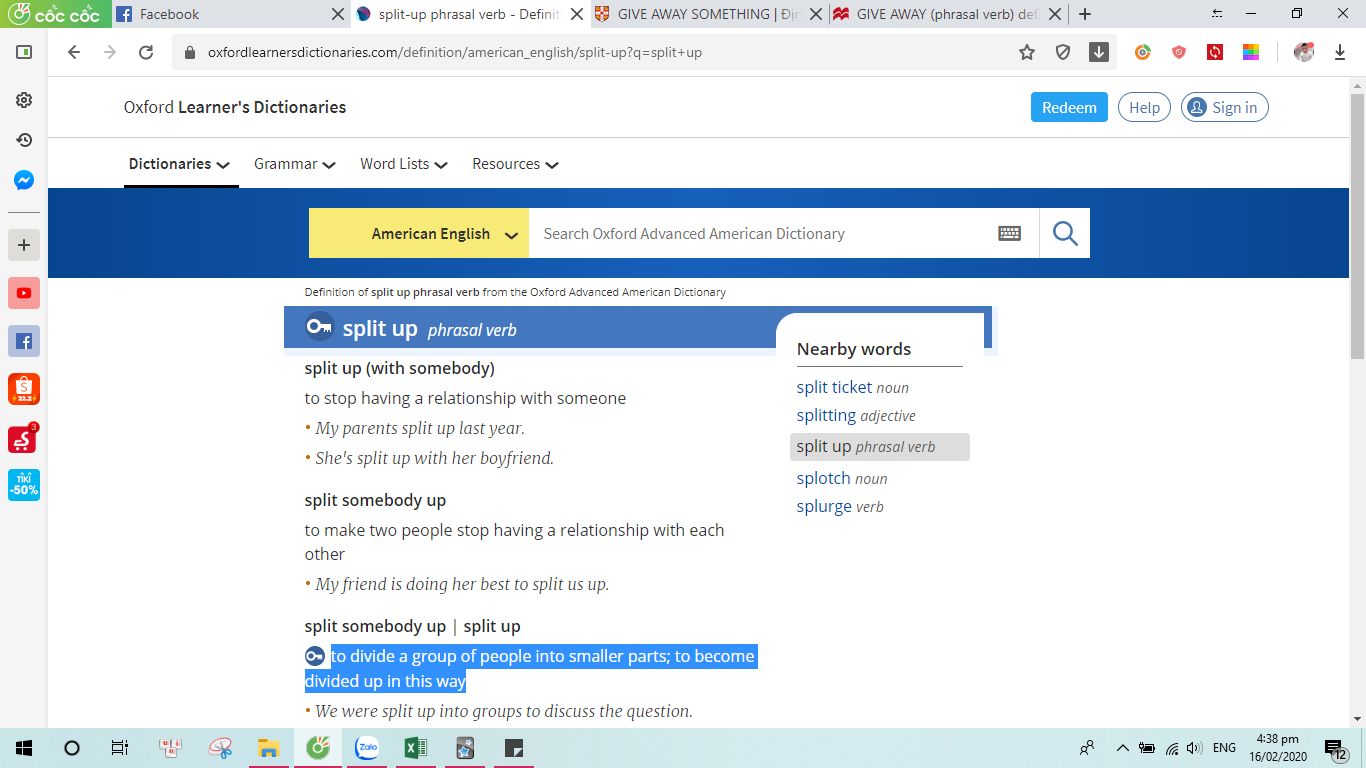 cốc cốc
Facebook
split-up phrasal verb - Definit
GIVE AWAY SOMETHING | Địn
GIVE AWAY (phrasal verb) def
oxfordlearnersdictionaries.com/definition/american_english/split-up?q=split+up
Oxford Learner's Dictionaries
Redeem
Help
Sign in
Dictionaries
Grammar
Word Lists
Resources
American English
Search Oxford Advanced American Dictionary
Definition of split up phrasal verb from the Oxford Advanced American Dictionary
split up phrasal verb
split up (with somebody)
to stop having a relationship with someone
• My parents split up last year.
• She's split up with her boyfriend.
split somebody up
to make two people stop having a relationship with each
other
• My friend is doing her best to split us up.
split somebody up | split up
to divide a group of people into smaller parts; to become
divided up in this way
• We were split up into groups to discuss the question.
Nearby words
split ticket noun
splitting adjective
split up phrasal verb
splotch noun
splurge verb
22.2
3
TIKI
-50%
Zalo
ENG
4:38 pm
16/02/2020
12